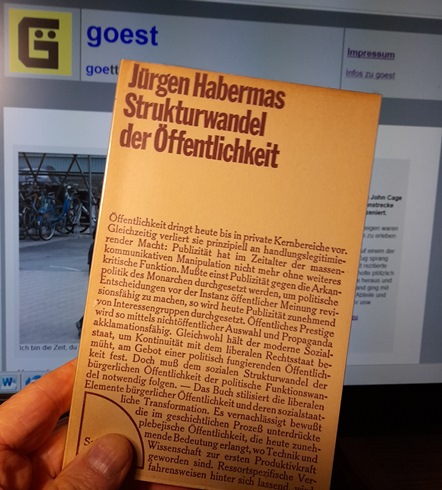 G
goest
goett
Impressum
Infos zu goest
Jürgen Habermas
Strukturwandel
der Öffentlichkeit
Öffentlichkeit dringt heute bis in private Kernbereiche vor.
Gleichzeitig verliert sie prinzipiell an handlungslegitimie-
render Macht: Publizität hat im Zeitalter der massen-
kommunikativen Manipulation nicht mehr ohne weiteres
kritische Funktion. Mußte einst Publizität gegen die Arkan-
politik des Monarchen durchgesetzt werden, um politische
Entscheidungen vor der Instanz öffentlicher Meinung revi-
sionsfähig zu machen, so wird heute Publizität zunehmend
von Interessengruppen durchgesetzt. Öffentliches Prestige
wird so mittels nichtöffentlicher Auswahl und Propaganda
akklamationsfähig. Gleichwohl hält der moderne Sozial-
staat, um Kontinuität mit dem liberalen Rechtsstaat be-
müht, am Gebot einer politisch fungierenden Öffentlich-
keit fest. Doch muß dem sozialen Strukturwandel der
bürgerlichen Öffentlichkeit der politische Funktionswan-
del notwendig folgen. — Das Buch stilisiert die liberalen
Elemente bürgerlicher Öffentlichkeit und deren sozialstaat-
liche Transformation. Es vernachlässigt bewußt
die im geschichtlichen Prozeß unterdrückte
plebejische Öffentlichkeit, die heute zuneh-
mende Bedeutung erlangt, wo Technik und
Wissenschaft zur ersten Produktivkraft
geworden sind. Ressortspezifische Ver-
fahrensweisen hinter sich lassend, wird
S
John Cage
Ich bin die Zeit, du
W